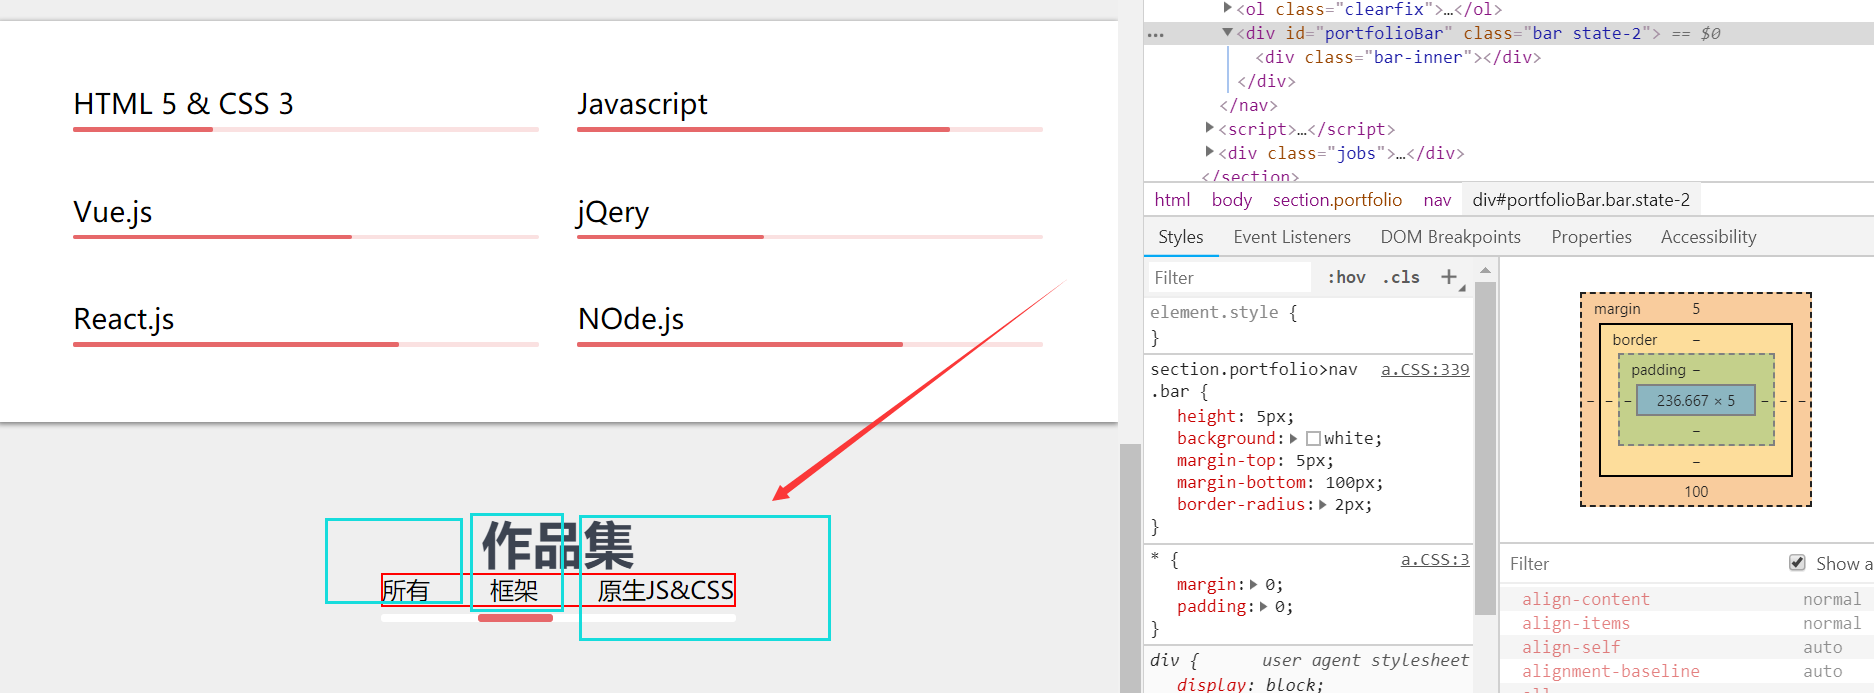 HTML 5 & CSS 3
Javascript
Vue.js
jQery
React.js
NOde.js
作品集
所有 框架 原生JS&CSS
<ol class="clearfix">…</ol>
… <div id="portfolioBar" class="bar state-2"> == $0
<div class="bar-inner"></div>
</div>
</nav>
<script>…</script>
<div class="jobs">…</div>
</section>
html body section.portfolio nav div#portfolioBar.bar.state-2
Styles Event Listeners DOM Breakpoints Properties Accessibility
Filter :hov .cls +
element.style {
}
section.portfolio>nav a.CSS:339
.bar {
height: 5px;
background: white;
margin-top: 5px;
margin-bottom: 100px;
border-radius: 2px;
}
* { a.CSS:3
margin: 0;
padding: 0;
}
div { user agent stylesheet
display: block;
margin 5
border –
padding –
– – – 236.667 × 5 – – –
–
–
100
Filter Show a
align-content normal
align-items normal
align-self auto
alignment-baseline auto